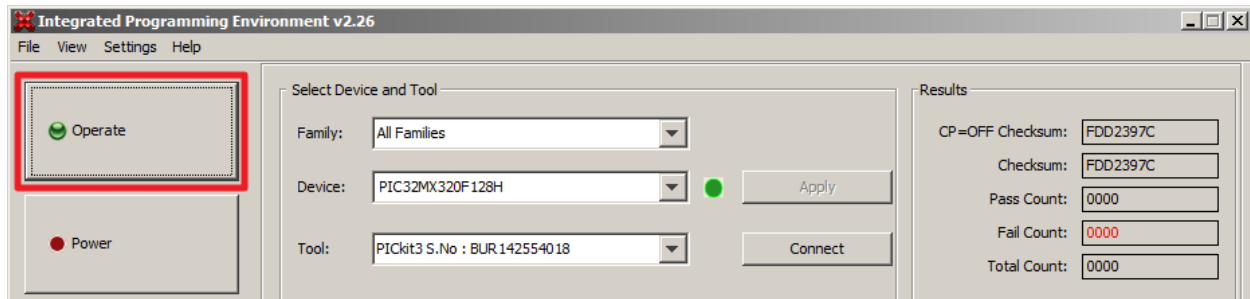 Integrated Programming Environment v2.26
File View Settings Help
Operate
Power
Select Device and Tool
Family: All Families
Device: PIC32MX320F128H Apply
Tool: PICkit3 S.No : BUR142554018 Connect
Results
CP=OFF Checksum: FDD2397C
Checksum: FDD2397C
Pass Count: 0000
Fail Count: 0000
Total Count: 0000